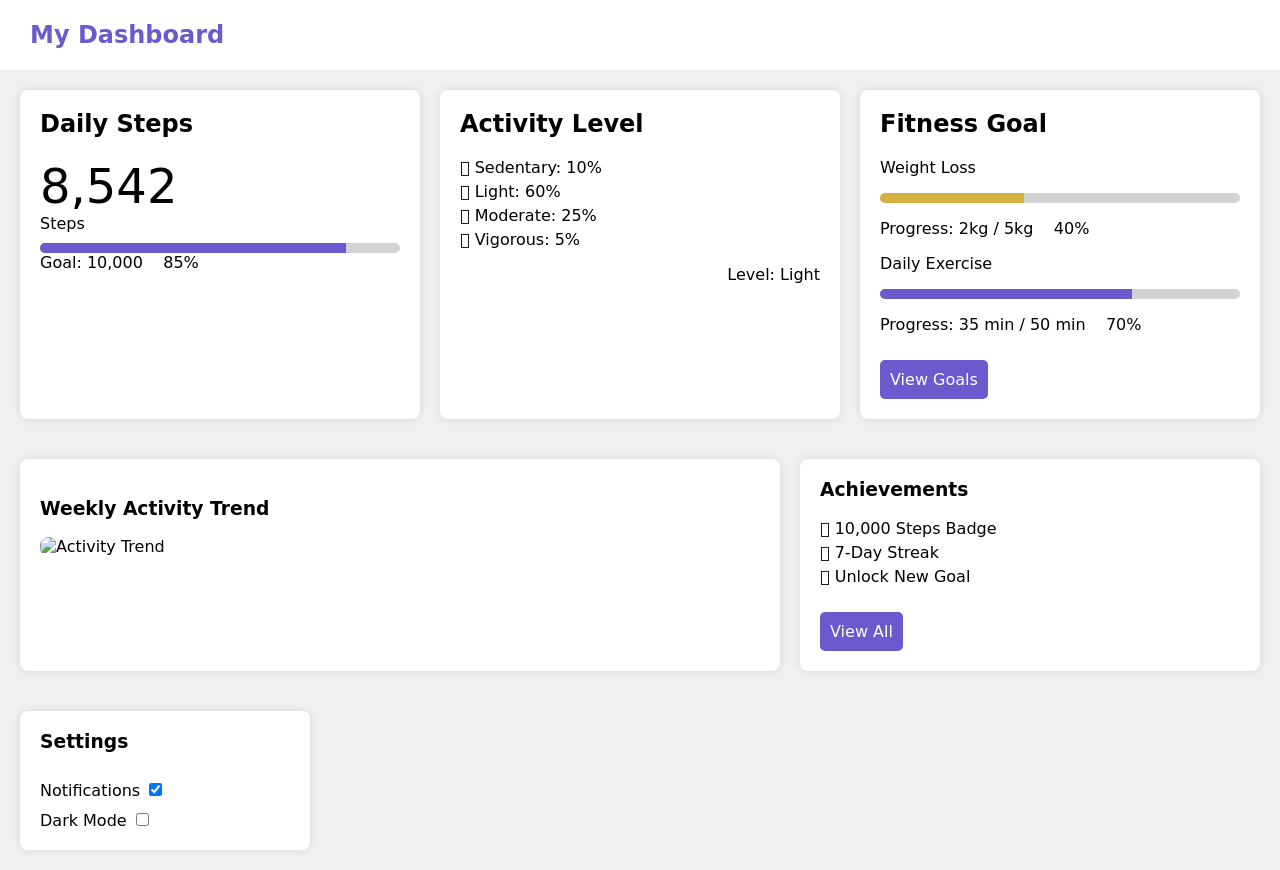 My Dashboard
Daily Steps
8,542
Steps
Goal: 10,000 85%
Activity Level
Sedentary: 10%
Light: 60%
Moderate: 25%
Vigorous: 5%
Level: Light
Fitness Goal
Weight Loss
Progress: 2kg / 5kg 40%
Daily Exercise
Progress: 35 min / 50 min 70%
View Goals
Weekly Activity Trend
Activity Trend
Achievements
10,000 Steps Badge
7-Day Streak
Unlock New Goal
View All
Settings
Notifications
Dark Mode